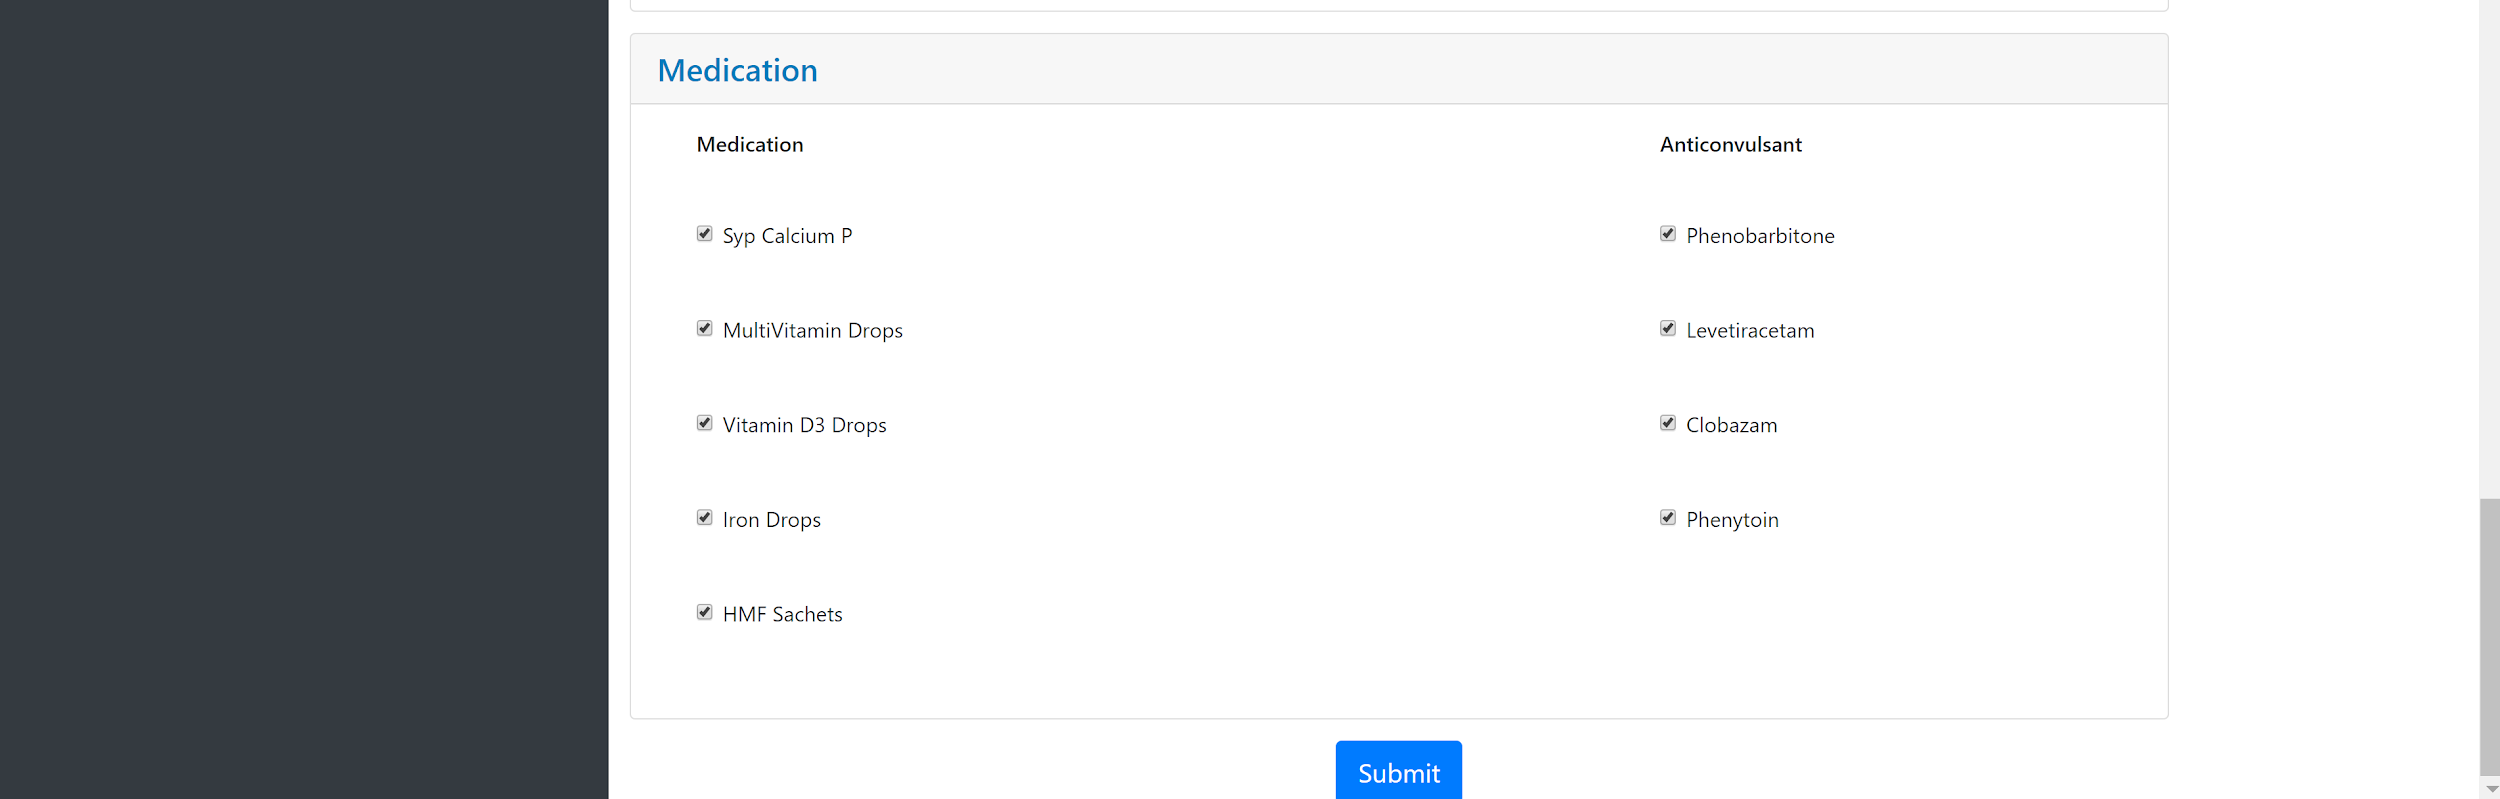 Medication
Medication
Anticonvulsant
Syp Calcium P
Phenobarbitone
MultiVitamin Drops
Levetiracetam
Vitamin D3 Drops
Clobazam
Iron Drops
Phenytoin
HMF Sachets
Submit